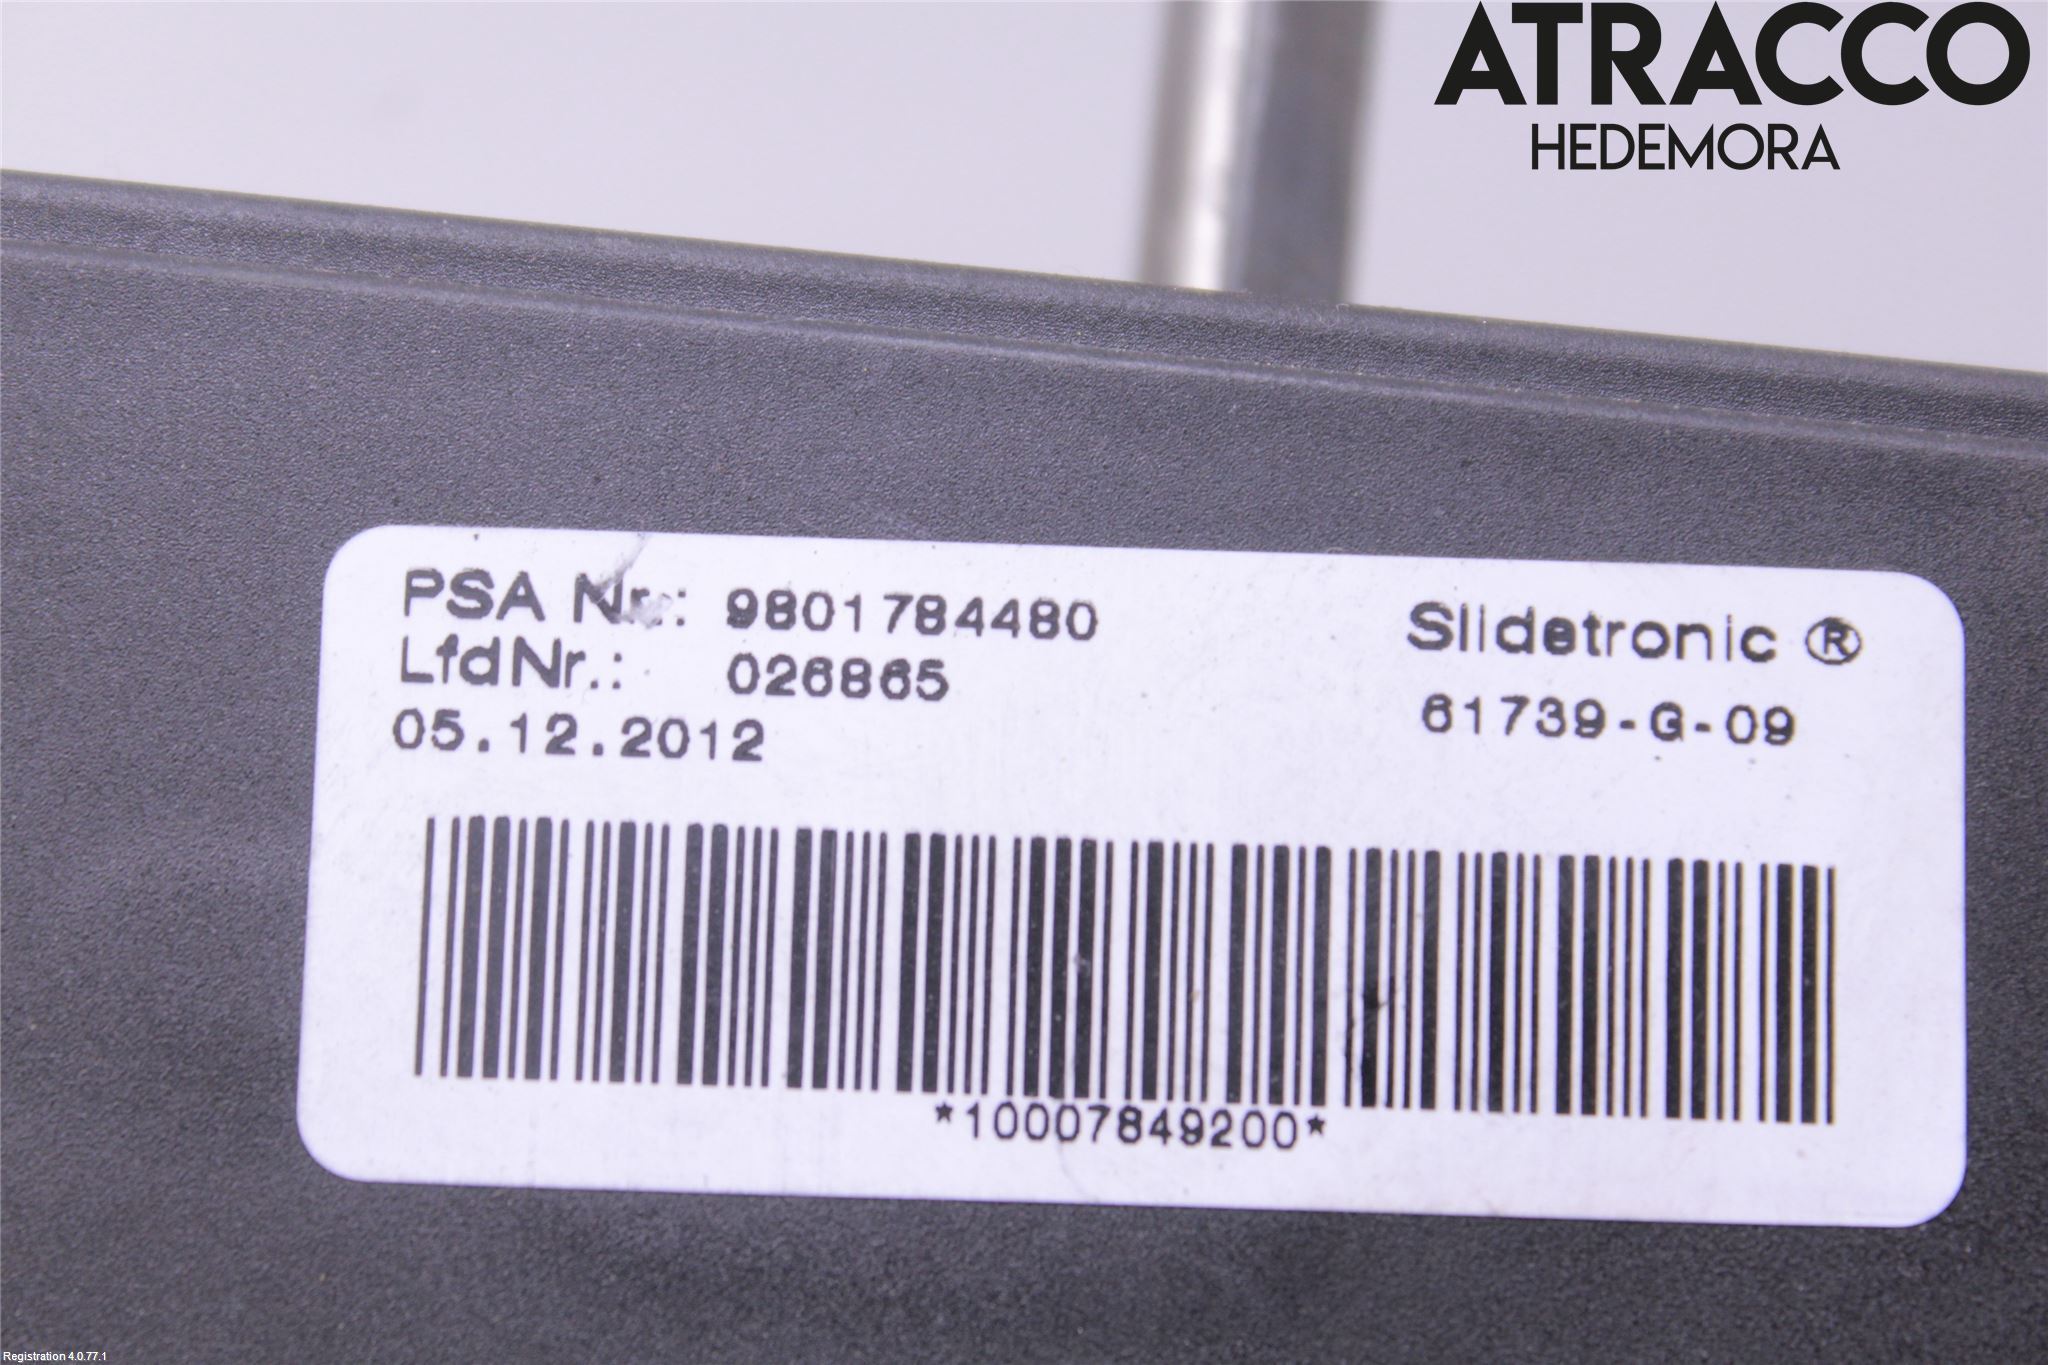 ATRACCO
HEDEMORA
PSA Nr.: 9801784480
LfdNr.: 026865
05.12.2012
Slidetronic ®
61739-G-09
*10007849200*
Registration 4.0.77.1